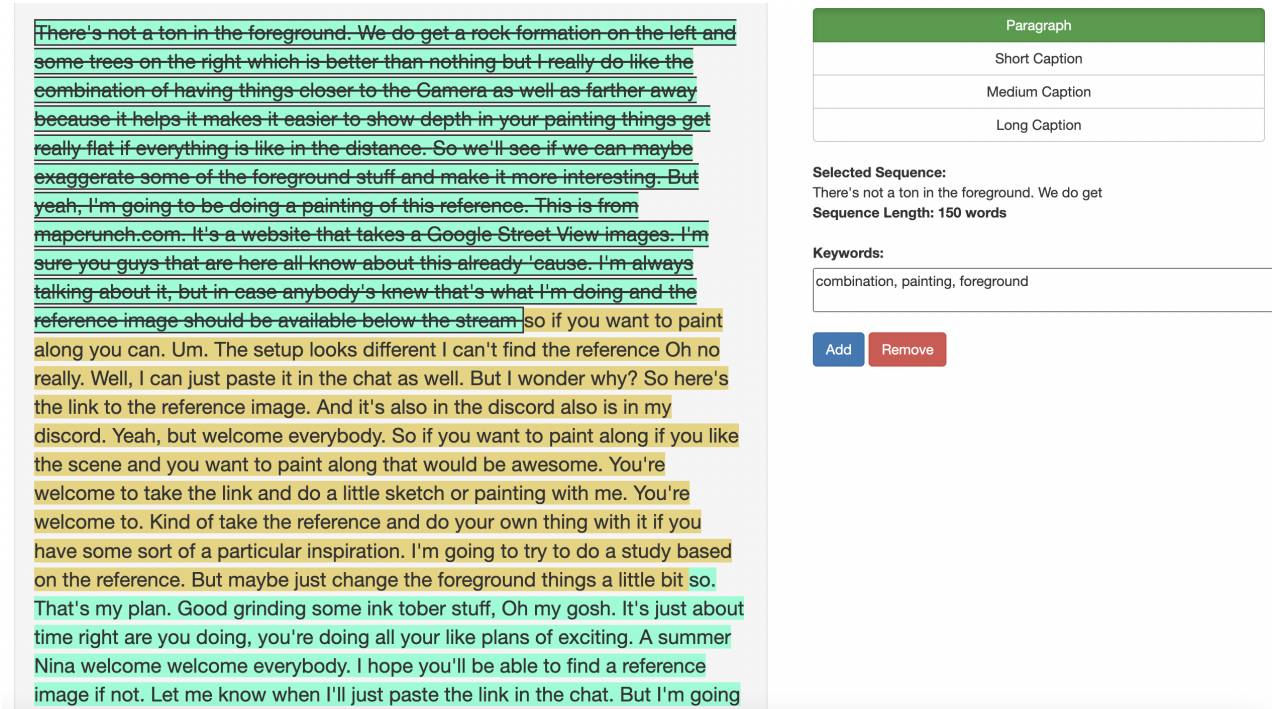 There's not a ton in the foreground. We do get a rock formation on the left and
some trees on the right which is better than nothing but I really do like the
combination of having things closer to the Camera as well as farther away
because it helps it makes it easier to show depth in your painting things get
really flat if everything is like in the distance. So we'll see if we can maybe
exaggerate some of the foreground stuff and make it more interesting. But
yeah, I'm going to be doing a painting of this reference. This is from
mapcrunch.com. It's a website that takes a Google Street View images. I'm
sure you guys that are here all know about this already 'cause. I'm always
talking about it, but in case anybody's knew that's what I'm doing and the
reference image should be available below the stream so if you want to paint
along you can. Um. The setup looks different I can't find the reference Oh no
really. Well, I can just paste it in the chat as well. But I wonder why? So here's
the link to the reference image. And it's also in the discord also is in my
discord. Yeah, but welcome everybody. So if you want to paint along if you like
the scene and you want to paint along that would be awesome. You're
welcome to take the link and do a little sketch or painting with me. You're
welcome to. Kind of take the reference and do your own thing with it if you
have some sort of a particular inspiration. I'm going to try to do a study based
on the reference. But maybe just change the foreground things a little bit so.
That's my plan. Good grinding some ink tober stuff, Oh my gosh. It's just about
time right are you doing, you're doing all your like plans of exciting. A summer
Nina welcome welcome everybody. I hope you'll be able to find a reference
image if not. Let me know when I'll just paste the link in the chat. But I'm going
Paragraph
Short Caption
Medium Caption
Long Caption
Selected Sequence:
There's not a ton in the foreground. We do get
Sequence Length: 150 words
Keywords:
combination, painting, foreground
Add
Remove